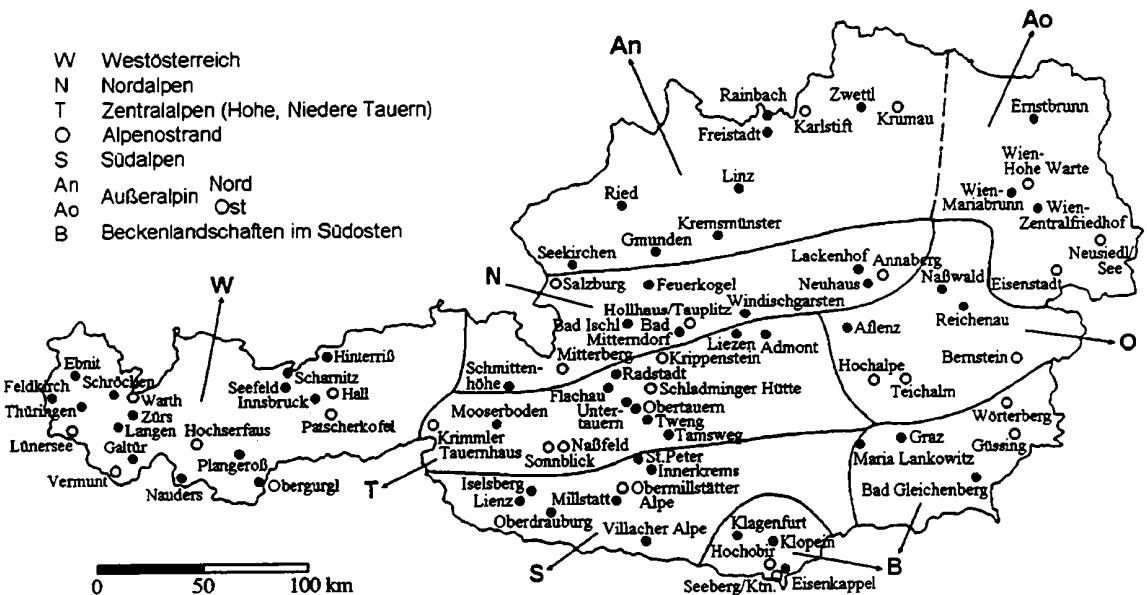 W Westösterreich
N Nordalpen
T Zentralalpen (Hohe, Niedere Tauern)
O Alpenostrand
S Südalpen
An Außeralpin Nord
Ao Ost
B Beckenlandschaften im Südosten
An
Ao
Rainbach
Zwettl
Ernstbrunn
Freistadt
Karlstift
Krumau
Wien-
Hohe Warte
Linz
Wien-
Mariabrunn
Ried
Wien-
Zentralfriedhof
Kremsmünster
Neusiedl/
See
Gmunden
Seekirchen
Lackenhof
Annaberg
N
Salzburg
Feuerkogel
Neuhaus
Naßwald
Eisenstadt
W
Hollhaus/Tauplitz
Windischgarsten
Reichenau
Bad Ischl
Bad
Mitterndorf
Liezen
Admont
Aflenz
O
Hinterriß
Mitterberg
Krippenstein
Bernstein
Ebnit
Scharnitz
Schmitten-
höhe
Radstadt
Hochalpe
Teichalm
Feldkirch
Schröcken
Seefeld
Hall
Flachau
Schladminger Hütte
Thüringen
Warth
Innsbruck
Mooserboden
Unter-
tauern
Obertauern
Wörterberg
Zürs
Patscherkofel
Tweng
Langen
Hochserfaus
Krimmler
Tauernhaus
Tamsweg
Graz
Güssing
Lünersee
Galtür
Naßfeld
Maria Lankowitz
Sonnblick
St.Peter
Plangeroß
Innerkrems
Vermunt
Nauders
Obergurgl
T
Iselsberg
Obermillstätter
Alpe
Bad Gleichenberg
Lienz
Millstatt
Oberdrauburg
Villacher Alpe
Klagenfurt
Klopein
Hochobir
S
B
Seeberg/Ktn.
Eisenkappel
0 50 100 km